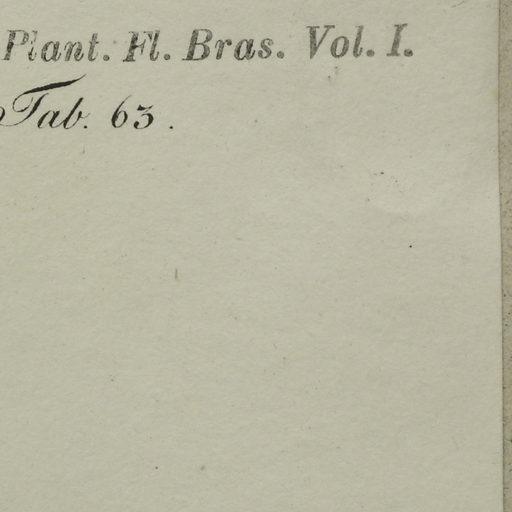 Plant. Fl. Bras. Vol. I.
Tab. 63.